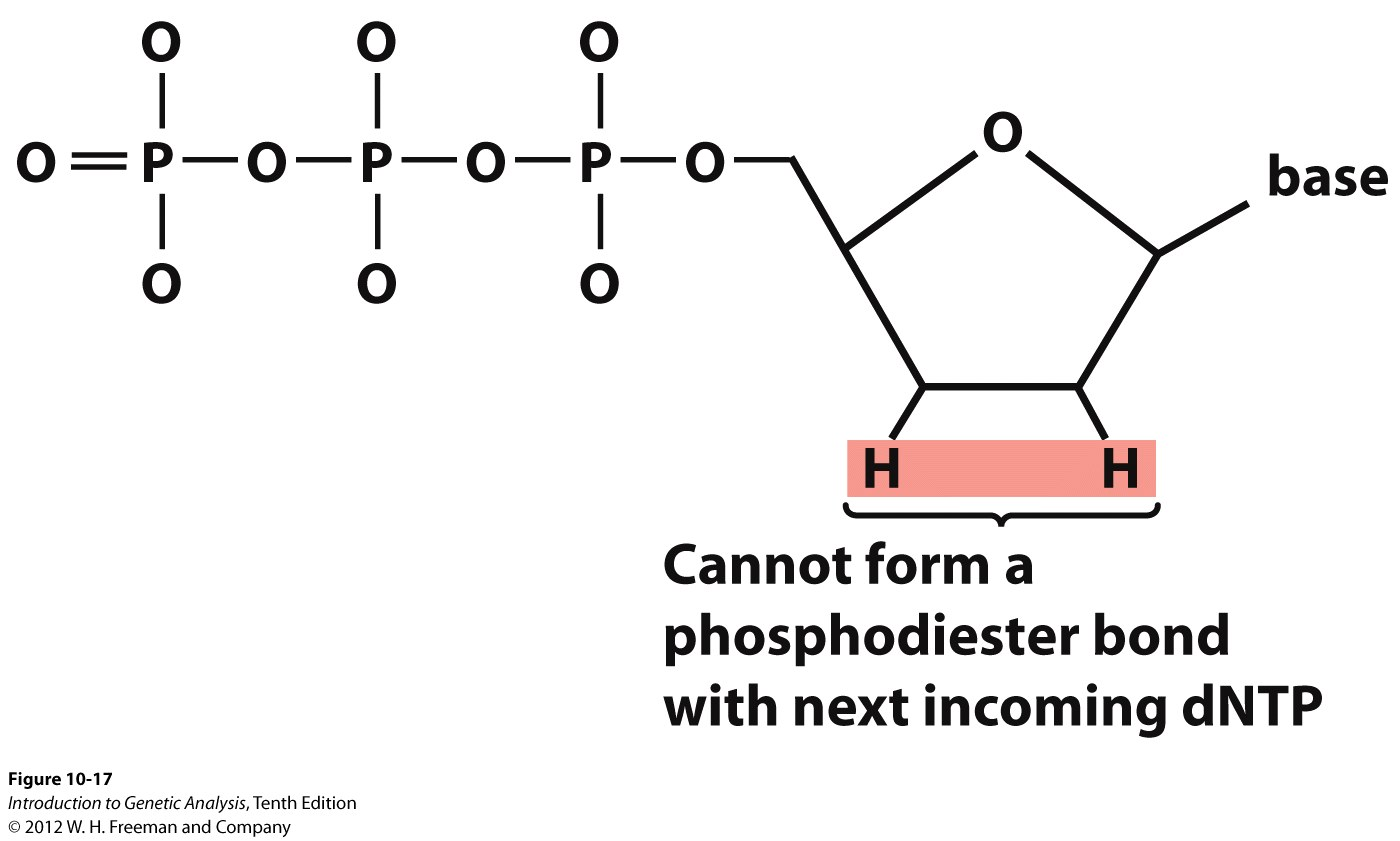 O O O
O P O P O P O O base
O O O
H H
Cannot form a
phosphodiester bond
with next incoming dNTP
Figure 10-17
Introduction to Genetic Analysis, Tenth Edition
© 2012 W. H. Freeman and Company